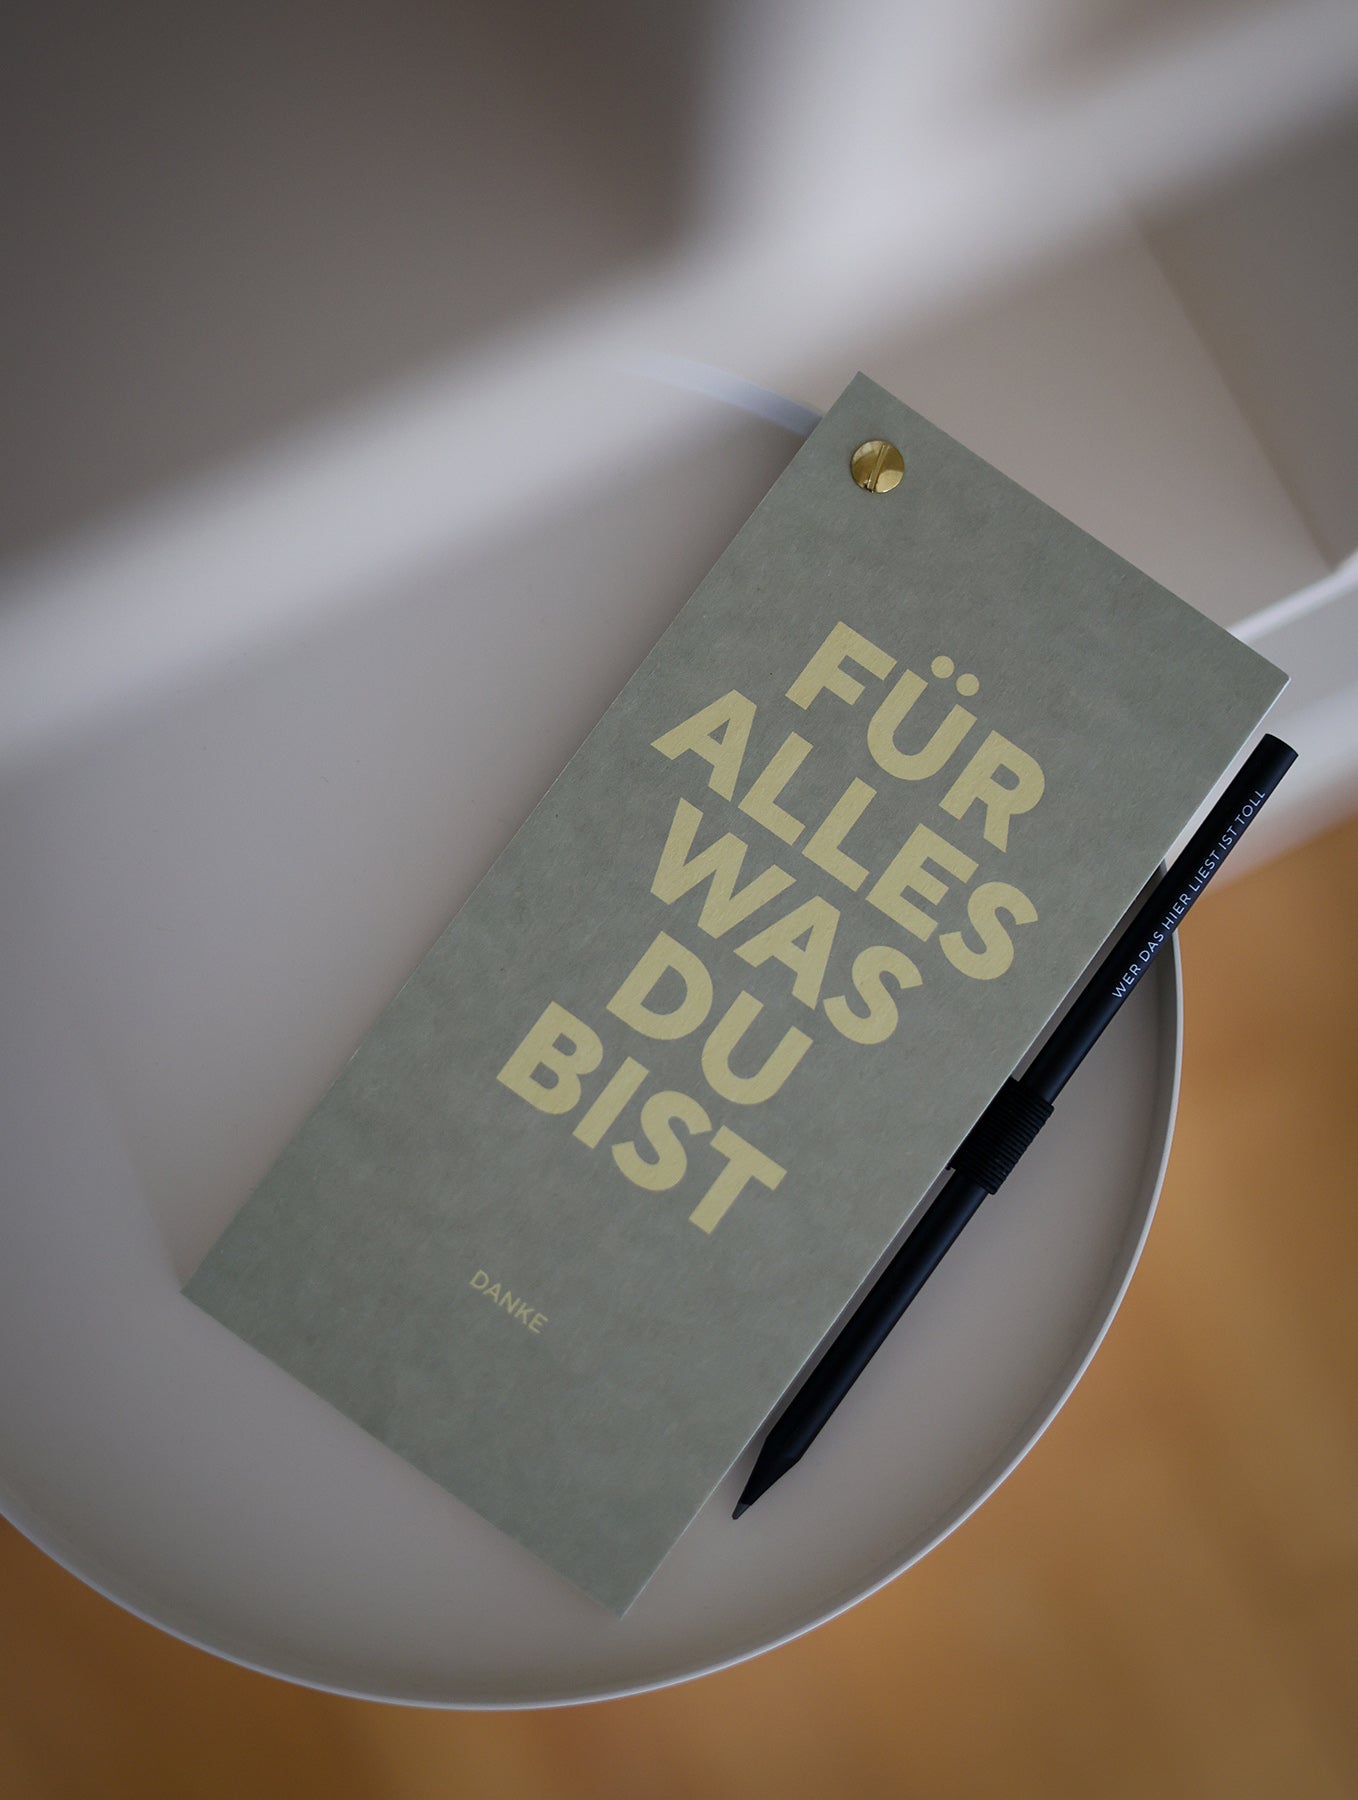 FÜR
ALLES
WAS
DU
BIST
DANKE
WER DAS HIER LIEST IST TOLL